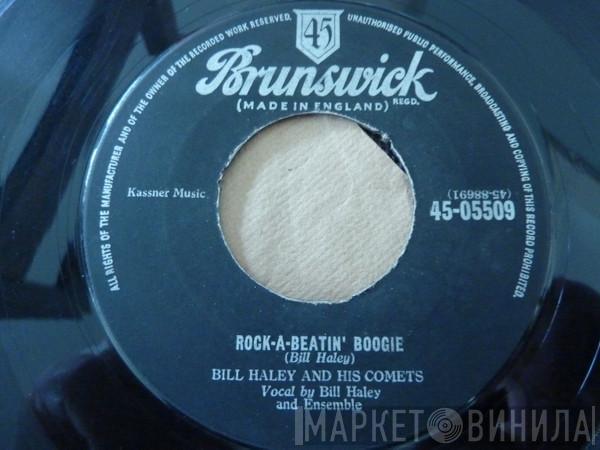 45
Brunswick
REGD.
(MADE IN ENGLAND)
ALL RIGHTS OF THE MANUFACTURER AND OF THE OWNER OF THE RECORDED WORK RESERVED. UNAUTHORISED PUBLIC PERFORMANCE, BROADCASTING AND COPYING OF THIS RECORD PROHIBITED.
Kassner Music
(45-88691)
45-05509
ROCK-A-BEATIN' BOOGIE
(Bill Haley)
BILL HALEY AND HIS COMETS
Vocal by Bill Haley
and Ensemble
МАРКЕТ ВИНИЛА